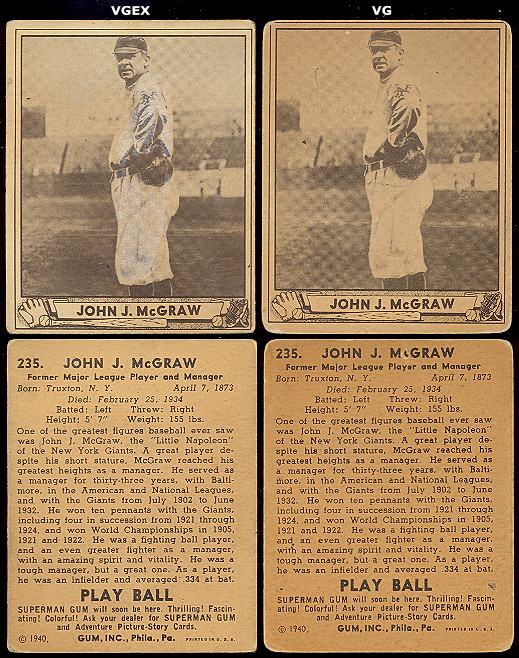 VGEX
VG
JOHN J. McGRAW
JOHN J. McGRAW
235. JOHN J. McGRAW
Former Major League Player and Manager
Born: Truxton, N. Y. April 7, 1873
Died: February 25, 1934
Batted: Left Threw: Right
Height: 5' 7" Weight: 155 lbs.
One of the greatest figures baseball ever saw
was John J. McGraw, the "Little Napoleon"
of the New York Giants. A great player de-
spite his short stature, McGraw reached his
greatest heights as a manager. He served as
a manager for thirty-three years, with Balti-
more, in the American and National Leagues,
and with the Giants from July 1902 to June
1932. He won ten pennants with the Giants,
including four in succession from 1921 through
1924, and won World Championships in 1905,
1921 and 1922. He was a fighting ball player,
and an even greater fighter as a manager,
with an amazing spirit and vitality. He was a
tough manager, but a great one. As a player,
he was an infielder and averaged .334 at bat.
PLAY BALL
SUPERMAN GUM will soon be here. Thrilling! Fascin-
ating! Colorful! Ask your dealer for SUPERMAN GUM
and Adventure Picture-Story Cards.
© 1940, GUM, INC., Phila., Pa. PRINTED IN U. S. A.
235. JOHN J. McGRAW
Former Major League Player and Manager
Born: Truxton, N. Y. April 7, 1873
Died: February 25, 1934
Batted: Left Threw: Right
Height: 5' 7" Weight: 155 lbs.
One of the greatest figures baseball ever saw
was John J. McGraw, the "Little Napoleon"
of the New York Giants. A great player de-
spite his short stature, McGraw reached his
greatest heights as a manager. He served as
a manager for thirty-three years, with Balti-
more, in the American and National Leagues,
and with the Giants from July 1902 to June
1932. He won ten pennants with the Giants,
including four in succession from 1921 through
1924, and won World Championships in 1905,
1921 and 1922. He was a fighting ball player,
and an even greater fighter as a manager,
with an amazing spirit and vitality. He was a
tough manager, but a great one. As a player,
he was an infielder and averaged .334 at bat.
PLAY BALL
SUPERMAN GUM will soon be here. Thrilling! Fascin-
ating! Colorful! Ask your dealer for SUPERMAN GUM
and Adventure Picture-Story Cards.
© 1940, GUM, INC., Phila., Pa. PRINTED IN U. S. A.